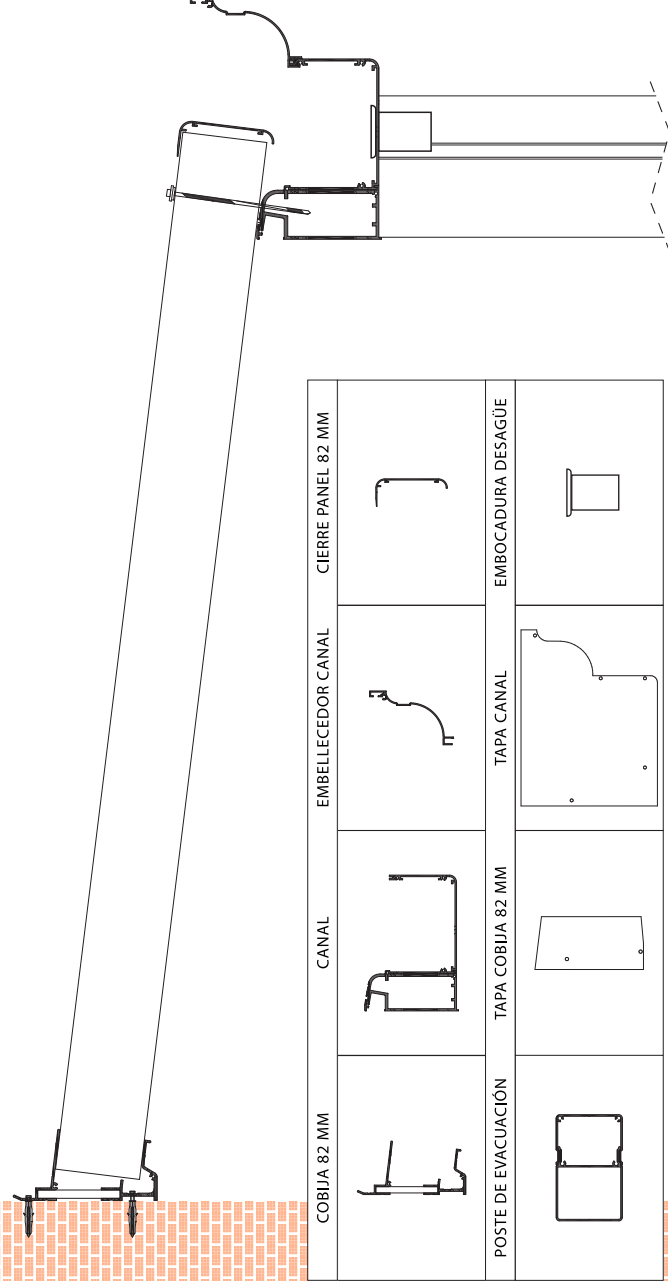 COBIJA 82 MM
CANAL
EMBELLECEDOR CANAL
CIERRE PANEL 82 MM
POSTE DE EVACUACIÓN
TAPA COBIJA 82 MM
TAPA CANAL
EMBOCADURA DESAGÜE